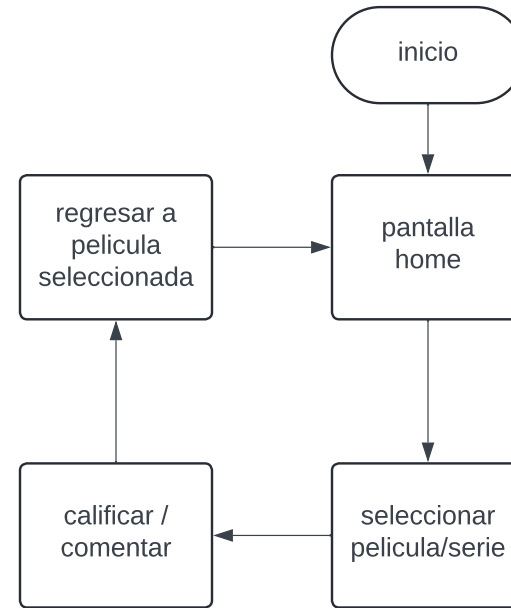 inicio
regresar a
pelicula
seleccionada
pantalla
home
calificar /
comentar
seleccionar
pelicula/serie